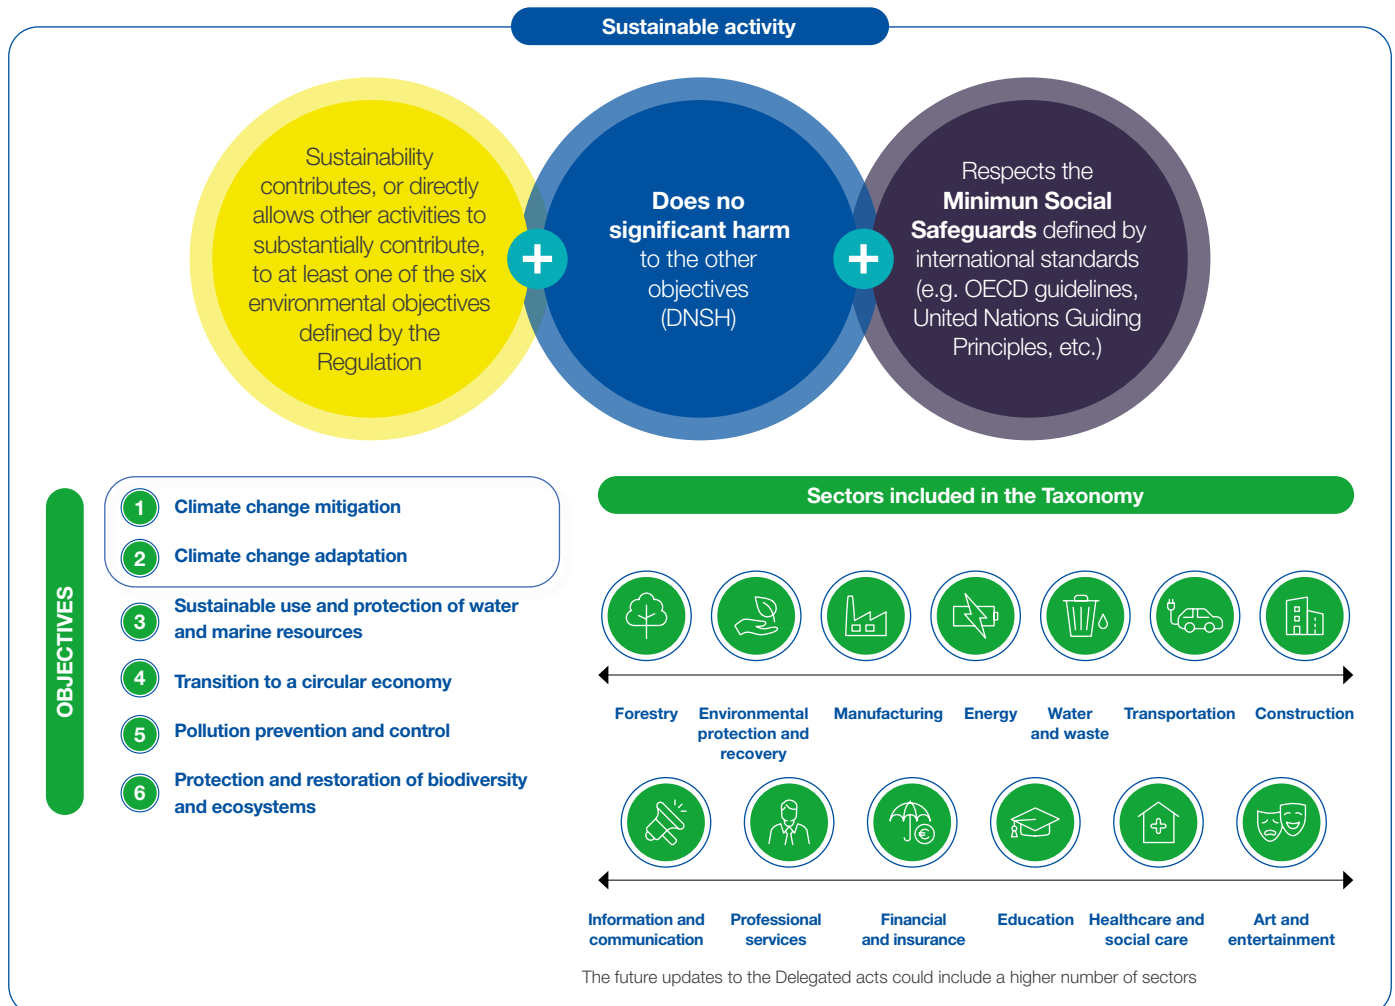 Sustainable activity
Sustainability
contributes, or directly
allows other activities to
substantially contribute,
to at least one of the six
environmental objectives
defined by the
Regulation
+
Does no
significant harm
to the other
objectives
(DNSH)
+
Respects the
Minimun Social
Safeguards defined by
international standards
(e.g. OECD guidelines,
United Nations Guiding
Principles, etc.)
OBJECTIVES
1 Climate change mitigation
2 Climate change adaptation
3 Sustainable use and protection of water
and marine resources
4 Transition to a circular economy
5 Pollution prevention and control
6 Protection and restoration of biodiversity
and ecosystems
Sectors included in the Taxonomy
Forestry
Environmental
protection and
recovery
Manufacturing
Energy
Water
and waste
Transportation
Construction
€
Information and
communication
Professional
services
Financial
and insurance
Education
Healthcare and
social care
Art and
entertainment
The future updates to the Delegated acts could include a higher number of sectors